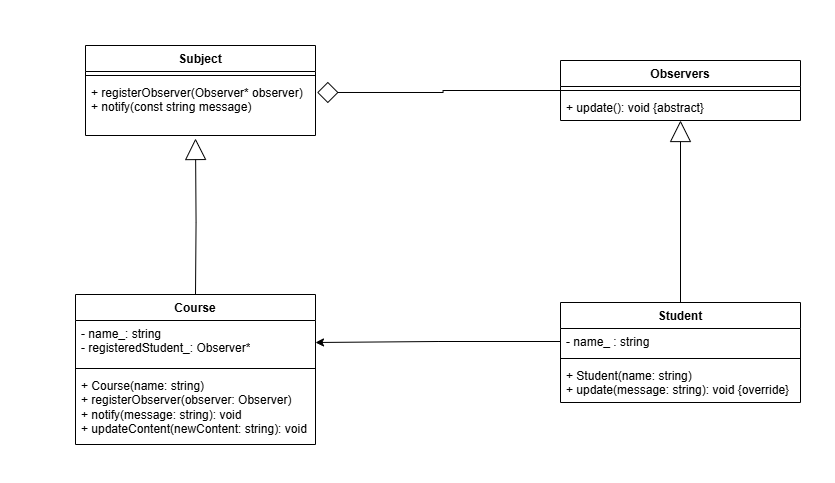 Subject
+ registerObserver(Observer* observer)
+ notify(const string message)
Observers
+ update(): void {abstract}
Course
- name_: string
- registeredStudent_: Observer*
+ Course(name: string)
+ registerObserver(observer: Observer)
+ notify(message: string): void
+ updateContent(newContent: string): void
Student
- name_ : string
+ Student(name: string)
+ update(message: string): void {override}